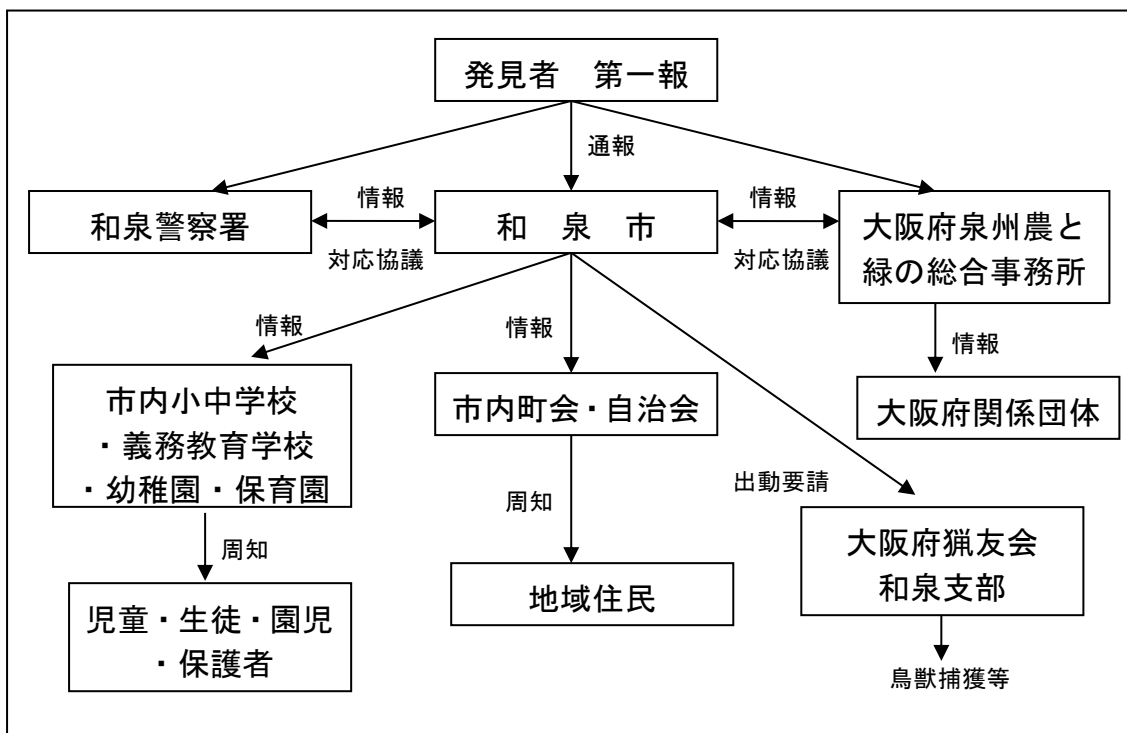 発見者　第一報
通報
和泉警察署
情報
対応協議
和　泉　市
情報
対応協議
大阪府泉州農と
緑の総合事務所
情報
情報
出動要請
情報
市内小中学校
・義務教育学校
・幼稚園・保育園
市内町会・自治会
大阪府関係団体
周知
周知
大阪府猟友会
和泉支部
児童・生徒・園児
・保護者
地域住民
鳥獣捕獲等